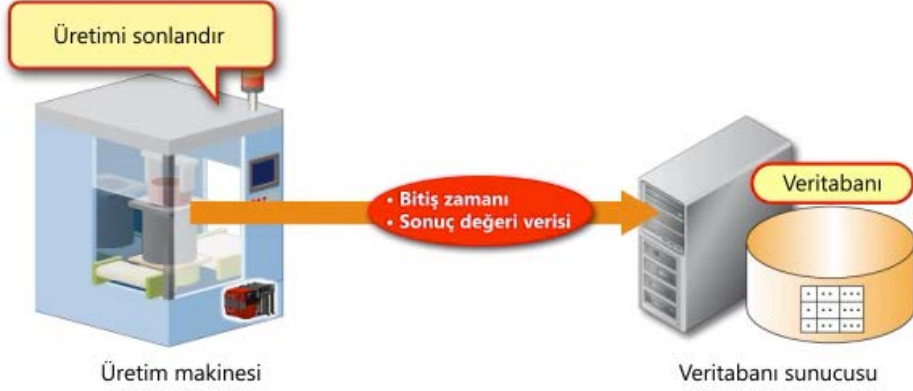 Üretimi sonlandır
• Bitiş zamanı
• Sonuç değeri verisi
Veritabanı
Üretim makinesi
Veritabanı sunucusu